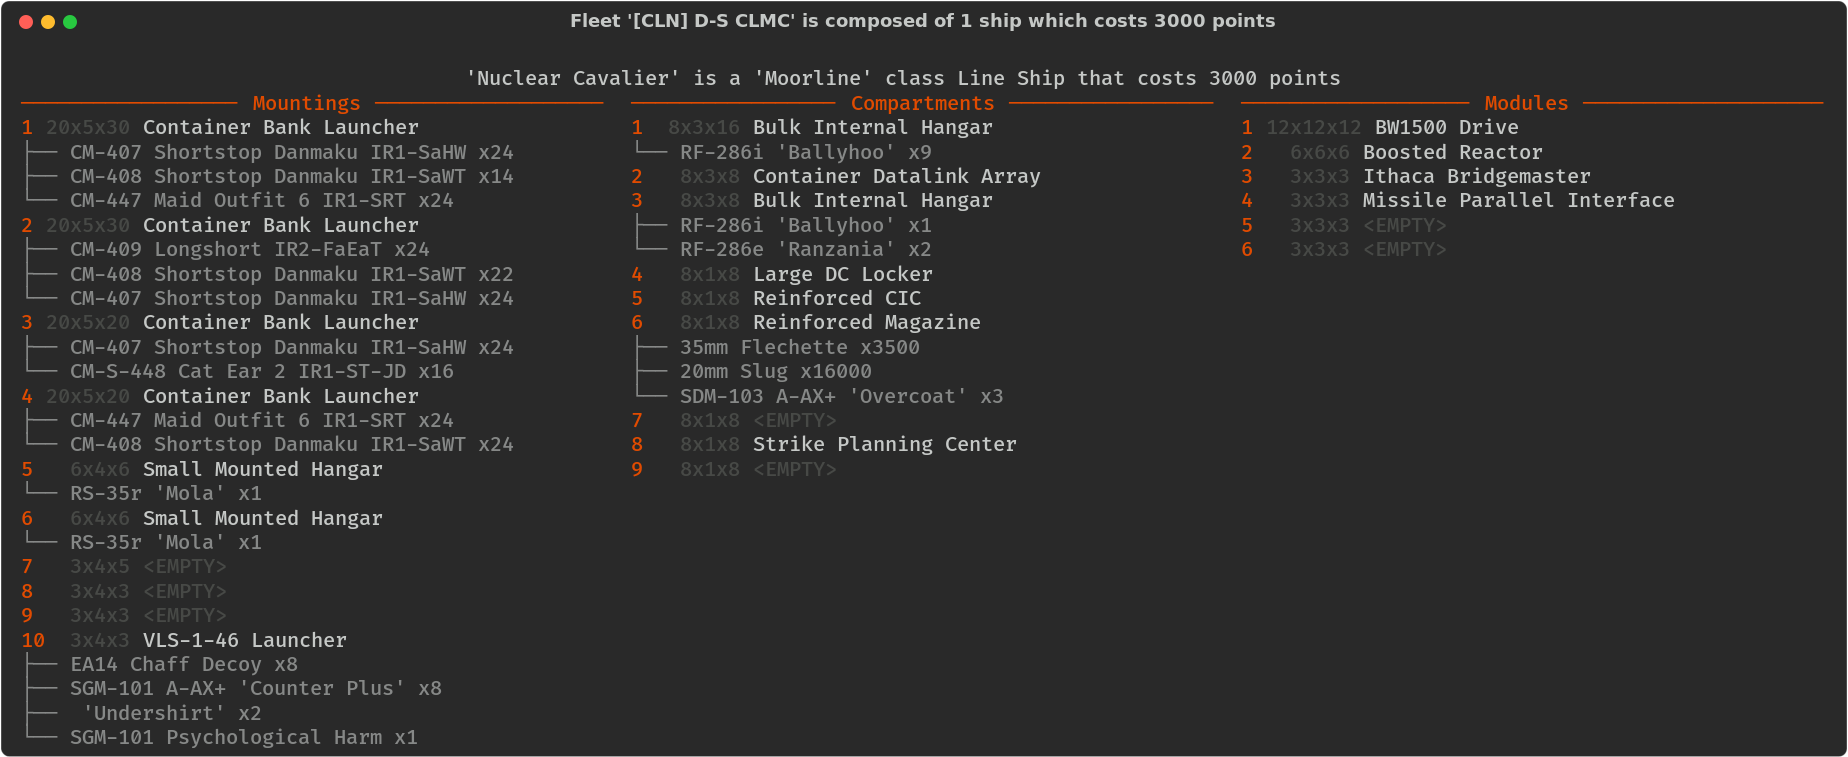 Fleet '[CLN] D-S CLMC' is composed of 1 ship which costs 3000 points
'Nuclear Cavalier' is a 'Moorline' class Line Ship that costs 3000 points
Mountings
1 20x5x30 Container Bank Launcher
CM-407 Shortstop Danmaku IR1-SaHW x24
CM-408 Shortstop Danmaku IR1-SaWT x14
CM-447 Maid Outfit 6 IR1-SRT x24
2 20x5x30 Container Bank Launcher
CM-409 Longshort IR2-FaEaT x24
CM-408 Shortstop Danmaku IR1-SaWT x22
CM-407 Shortstop Danmaku IR1-SaHW x24
3 20x5x20 Container Bank Launcher
CM-407 Shortstop Danmaku IR1-SaHW x24
CM-S-448 Cat Ear 2 IR1-ST-JD x16
4 20x5x20 Container Bank Launcher
CM-447 Maid Outfit 6 IR1-SRT x24
CM-408 Shortstop Danmaku IR1-SaWT x24
5 6x4x6 Small Mounted Hangar
RS-35r 'Mola' x1
6 6x4x6 Small Mounted Hangar
RS-35r 'Mola' x1
7 3x4x5 <EMPTY>
8 3x4x3 <EMPTY>
9 3x4x3 <EMPTY>
10 3x4x3 VLS-1-46 Launcher
EA14 Chaff Decoy x8
SGM-101 A-AX+ 'Counter Plus' x8
'Undershirt' x2
SGM-101 Psychological Harm x1
Compartments
1 8x3x16 Bulk Internal Hangar
RF-286i 'Ballyhoo' x9
2 8x3x8 Container Datalink Array
3 8x3x8 Bulk Internal Hangar
RF-286i 'Ballyhoo' x1
RF-286e 'Ranzania' x2
4 8x1x8 Large DC Locker
5 8x1x8 Reinforced CIC
6 8x1x8 Reinforced Magazine
35mm Flechette x3500
20mm Slug x16000
SDM-103 A-AX+ 'Overcoat' x3
7 8x1x8 <EMPTY>
8 8x1x8 Strike Planning Center
9 8x1x8 <EMPTY>
Modules
1 12x12x12 BW1500 Drive
2 6x6x6 Boosted Reactor
3 3x3x3 Ithaca Bridgemaster
4 3x3x3 Missile Parallel Interface
5 3x3x3 <EMPTY>
6 3x3x3 <EMPTY>